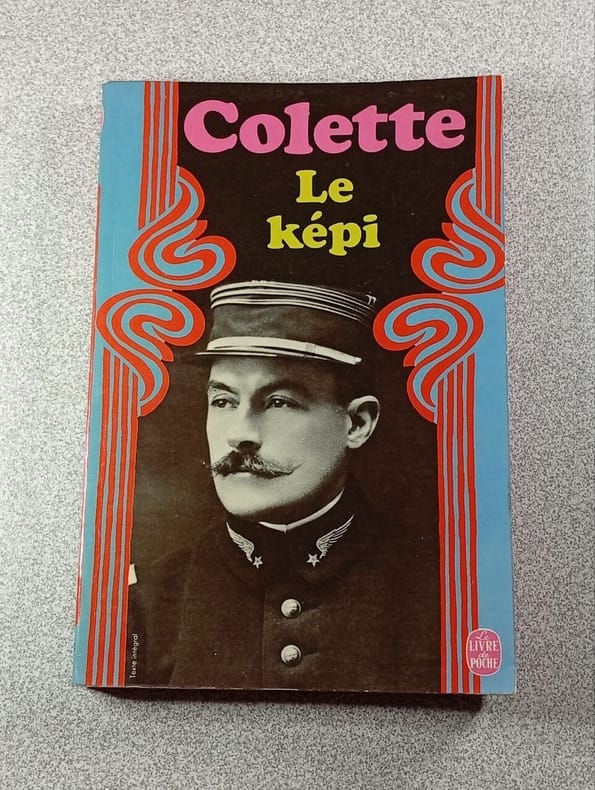 Colette
Le
képi
Texte intégral
Le
LIVRE
de
POCHE